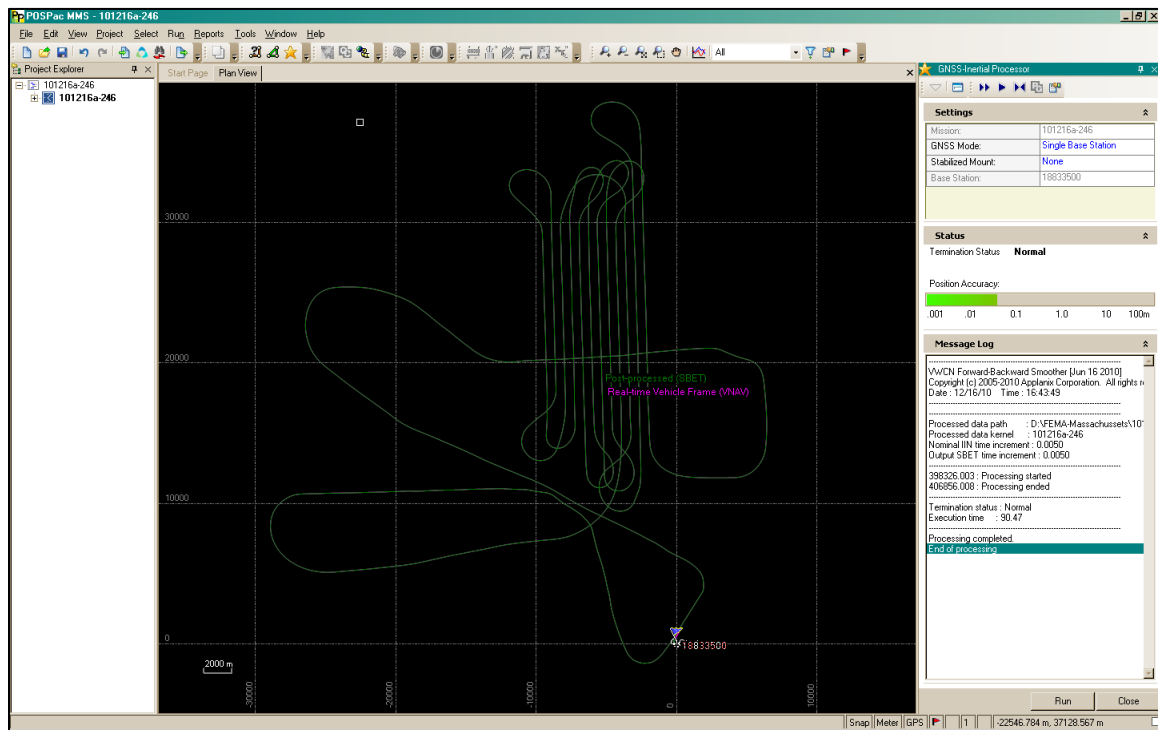 POSPac MMS - 101216a-246
File Edit View Project Select Run Reports Tools Window Help
All
Project Explorer
101216a-246
101216a-246
Start Page Plan View
30000
20000
10000
0
Post-processed (SBET)
Real-time Vehicle Frame (VNAV)
18833500
2000 m
-30000
-20000
-10000
0
10000
GNSS-Inertial Processor
Settings
Mission: 101216a-246
GNSS Mode: Single Base Station
Stabilized Mount: None
Base Station: 18833500
Status
Termination Status Normal
Position Accuracy:
.001 .01 0.1 1.0 10 100m
Message Log
VWCN Forward-Backward Smoother [Jun 16 2010]
Copyright (c) 2005-2010 Applanix Corporation. All rights r
Date : 12/16/10 Time : 16:43:49
Processed data path : D:\FEMA-Massachussets\10
Processed data kernel : 101216a-246
Nominal IIN time increment : 0.0050
Output SBET time increment : 0.0050
398326.003 : Processing started
406856.008 : Processing ended
Termination status : Normal
Execution time : 90.47
Processing completed.
End of processing
Run Close
Snap Meter GPS 1 -22546.784 m, 37128.567 m